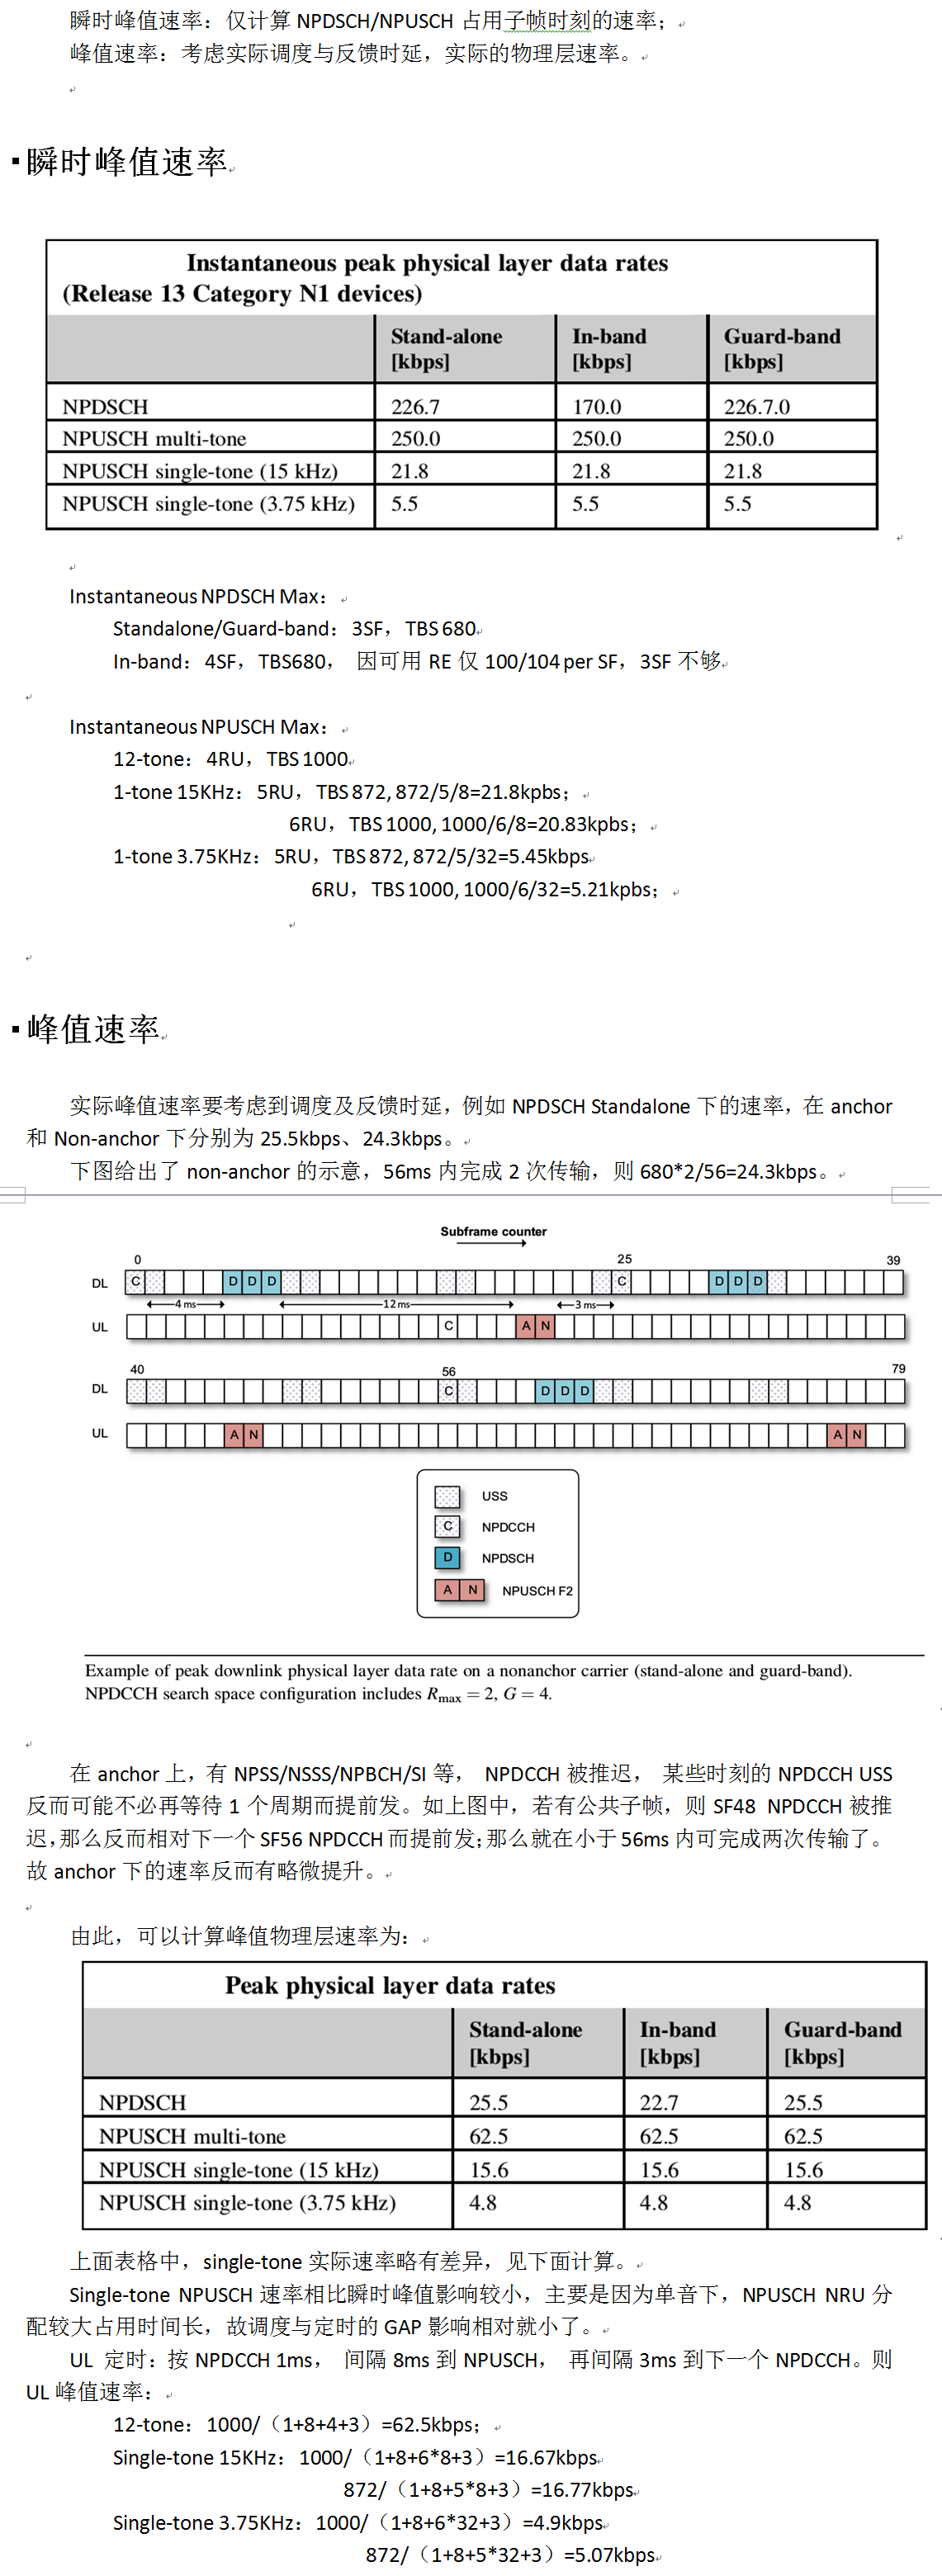 瞬时峰值速率：仅计算 NPDSCH/NPUSCH 占用子帧时刻的速率；
峰值速率：考虑实际调度与反馈时延，实际的物理层速率。
瞬时峰值速率
Instantaneous peak physical layer data rates
(Release 13 Category N1 devices)
Stand-alone [kbps] In-band [kbps] Guard-band [kbps]
NPDSCH 226.7 170.0 226.7.0
NPUSCH multi-tone 250.0 250.0 250.0
NPUSCH single-tone (15 kHz) 21.8 21.8 21.8
NPUSCH single-tone (3.75 kHz) 5.5 5.5 5.5
Instantaneous NPDSCH Max：
Standalone/Guard-band：3SF，TBS 680
In-band：4SF，TBS680， 因可用 RE 仅 100/104 per SF，3SF 不够
Instantaneous NPUSCH Max：
12-tone：4RU，TBS 1000
1-tone 15KHz：5RU，TBS 872, 872/5/8=21.8kpbs；
6RU，TBS 1000, 1000/6/8=20.83kpbs；
1-tone 3.75KHz：5RU，TBS 872, 872/5/32=5.45kbps
6RU，TBS 1000, 1000/6/32=5.21kpbs；
峰值速率
实际峰值速率要考虑到调度及反馈时延，例如 NPDSCH Standalone 下的速率，在 anchor
和 Non-anchor 下分别为 25.5kbps、24.3kbps。
下图给出了 non-anchor 的示意，56ms 内完成 2 次传输，则 680*2/56=24.3kbps。
Subframe counter
0 25 39
DL C D D D C D D D
4 ms 12 ms 3 ms
UL C A N
40 56 79
DL C D D D
UL A N A N
USS
C NPDCCH
D NPDSCH
A N NPUSCH F2
Example of peak downlink physical layer data rate on a nonanchor carrier (stand-alone and guard-band).
NPDCCH search space configuration includes Rmax = 2, G = 4.
在 anchor 上，有 NPSS/NSSS/NPBCH/SI 等， NPDCCH 被推迟， 某些时刻的 NPDCCH USS
反而可能不必再等待 1 个周期而提前发。如上图中，若有公共子帧，则 SF48 NPDCCH 被推
迟，那么反而相对下一个 SF56 NPDCCH 而提前发；那么就在小于 56ms 内可完成两次传输了。
故 anchor 下的速率反而有略微提升。
由此，可以计算峰值物理层速率为：
Peak physical layer data rates
Stand-alone [kbps] In-band [kbps] Guard-band [kbps]
NPDSCH 25.5 22.7 25.5
NPUSCH multi-tone 62.5 62.5 62.5
NPUSCH single-tone (15 kHz) 15.6 15.6 15.6
NPUSCH single-tone (3.75 kHz) 4.8 4.8 4.8
上面表格中，single-tone 实际速率略有差异，见下面计算。
Single-tone NPUSCH 速率相比瞬时峰值影响较小，主要是因为单音下，NPUSCH NRU 分
配较大占用时间长，故调度与定时的 GAP 影响相对就小了。
UL 定时：按 NPDCCH 1ms， 间隔 8ms 到 NPUSCH， 再间隔 3ms 到下一个 NPDCCH。则
UL 峰值速率：
12-tone：1000/（1+8+4+3）=62.5kbps；
Single-tone 15KHz：1000/（1+8+6*8+3）=16.67kbps
872/（1+8+5*8+3）=16.77kbps
Single-tone 3.75KHz：1000/（1+8+6*32+3）=4.9kbps
872/（1+8+5*32+3）=5.07kbps